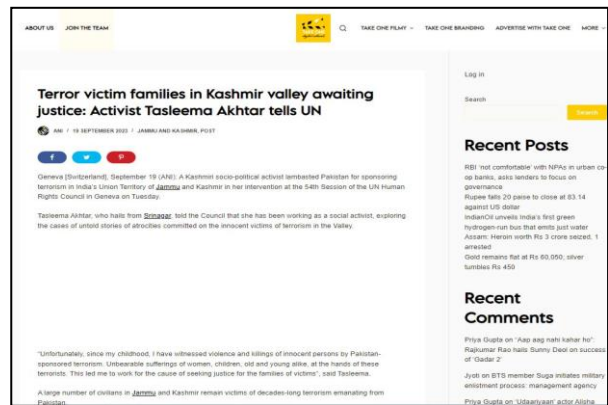 ABOUT US
JOIN THE TEAM
TAKE ONE FILMY
TAKE ONE BRANDING
ADVERTISE WITH TAKE ONE
MORE
Terror victim families in Kashmir valley awaiting
justice: Activist Tasleema Akhtar tells UN
ANI / 19 SEPTEMBER 2023 / JAMMU AND KASHMIR, POST
Geneva [Switzerland], September 19 (ANI): A Kashmiri socio-political activist lambasted Pakistan for sponsoring
terrorism in India's Union Territory of Jammu and Kashmir in her intervention at the 54th Session of the UN Human
Rights Council in Geneva on Tuesday.
Tasleema Akhtar, who hails from Srinagar, told the Council that she has been working as a social activist, exploring
the cases of untold stories of atrocities committed on the innocent victims of terrorism in the Valley.
"Unfortunately, since my childhood, I have witnessed violence and killings of innocent persons by Pakistan-
sponsored terrorism. Unbearable sufferings of women, children, old and young alike, at the hands of these
terrorists. This led me to work for the cause of seeking justice for the families of victims", said Tasleema.
A large number of civilians in Jammu and Kashmir remain victims of decades-long terrorism emanating from
Pakistan.
Log in
Search
Search
Recent Posts
RBI 'not comfortable' with NPAs in urban co-
op banks, asks lenders to focus on
governance
Rupee falls 20 paise to close at 83.14
against US dollar
IndianOil unveils India's first green
hydrogen-run bus that emits just water
Assam: Heroin worth Rs 3 crore seized, 1
arrested
Gold remains flat at Rs 60,050; silver
tumbles Rs 450
Recent
Comments
Priya Gupta on "Aap aag nahi kahar ho":
Rajkumar Rao hails Sunny Deol on success
of 'Gadar 2'
Jyoti on BTS member Suga initiates military
enlistment process: management agency
Priya Gupta on 'Udaariyaan' actor Alisha